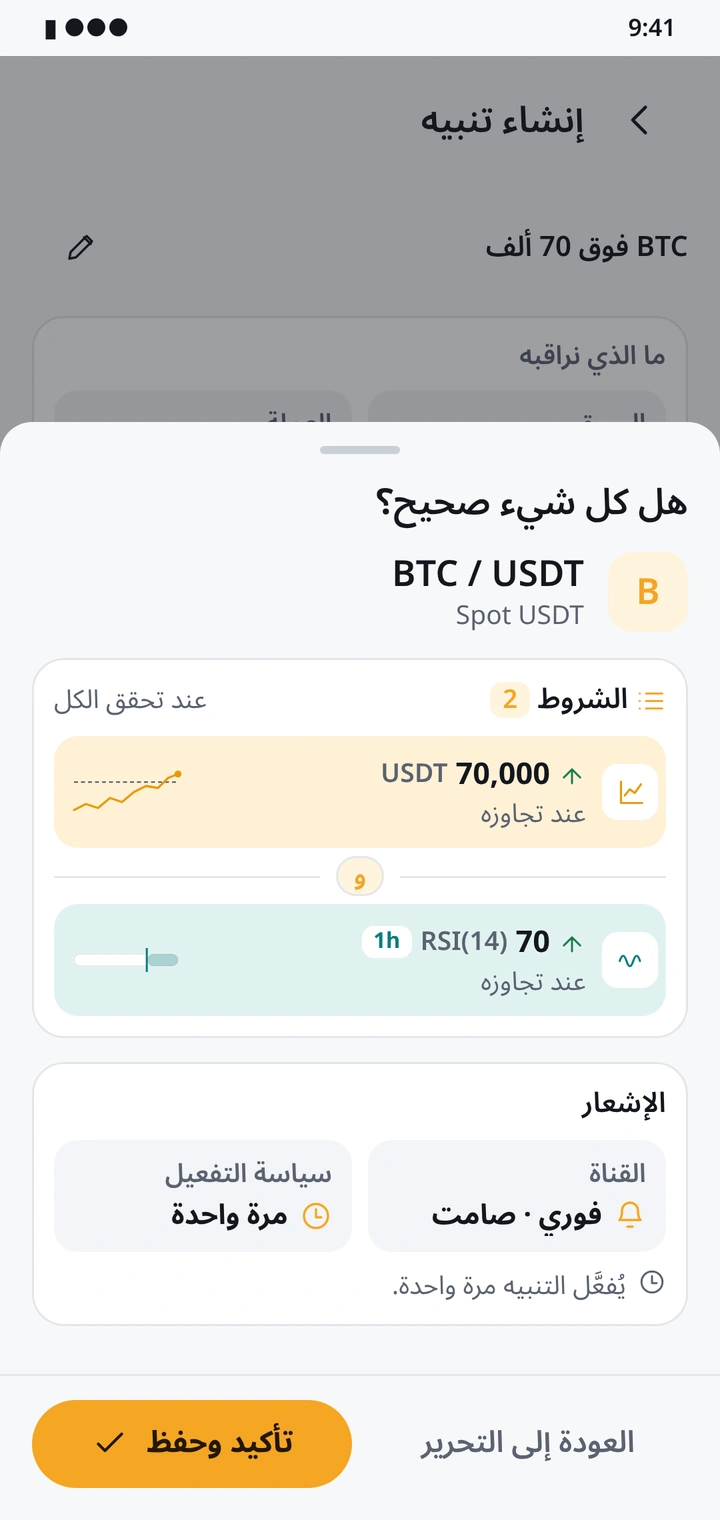 9:41
إنشاء تنبيه
BTC فوق 70 ألف
ما الذي نراقبه
هل كل شيء صحيح؟
B
BTC / USDT
Spot USDT
الشروط 2
عند تحقق الكل
70,000 USDT
عند تجاوزه
و
70 RSI(14) 1h
عند تجاوزه
الإشعار
القناة
فوري · صامت
سياسة التفعيل
مرة واحدة
يُفعَّل التنبيه مرة واحدة.
العودة إلى التحرير
تأكيد وحفظ